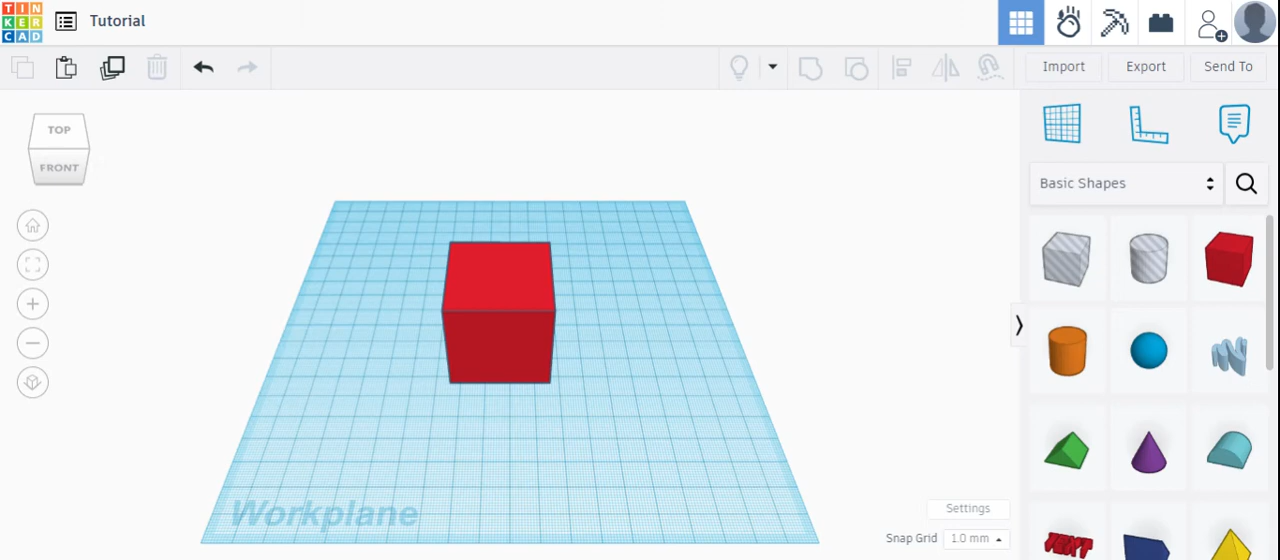 TIN
KER
CAD
Tutorial
Import
Export
Send To
TOP
FRONT
Basic Shapes
TEXT
Workplane
Settings
Snap Grid 1.0 mm